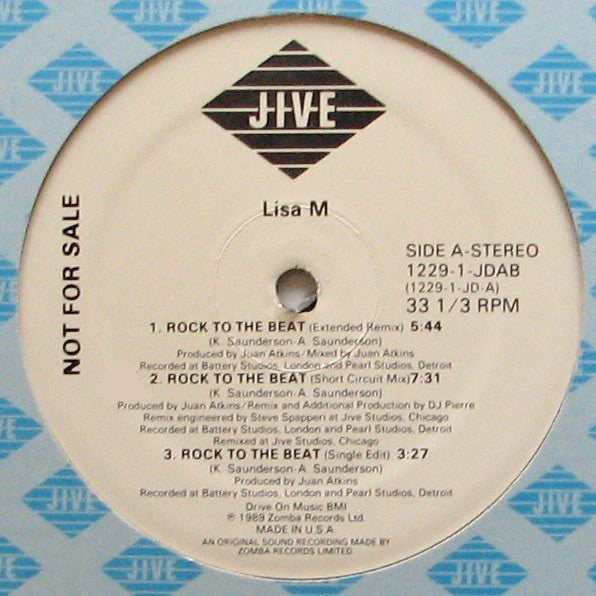 JIVE
Lisa M
NOT FOR SALE
SIDE A-STEREO
1229-1-JDAB
(1229-1-JD-A)
33 1/3 RPM
1. ROCK TO THE BEAT (Extended Remix) 5:44
(K. Saunderson-A. Saunderson)
Produced by Juan Atkins/Mixed by Juan Atkins
Recorded at Battery Studios, London and Pearl Studios, Detroit
2. ROCK TO THE BEAT (Short Circuit Mix) 7:31
(K. Saunderson-A. Saunderson)
Produced by Juan Atkins/Remix and Additional Production by DJ Pierre
Remix engineered by Steve Spapperi at Jive Studios, Chicago
Recorded at Battery Studios, London and Pearl Studios, Detroit
Remixed at Jive Studios, Chicago
3. ROCK TO THE BEAT (Single Edit) 3:27
(K. Saunderson-A. Saunderson)
Produced by Juan Atkins
Recorded at Battery Studios, London and Pearl Studios, Detroit
Drive On Music BMI
℗ 1989 Zomba Records Ltd.
MADE IN U.S.A.
AN ORIGINAL SOUND RECORDING MADE BY
ZOMBA RECORDS LIMITED
JIVE
JIVE
JIVE
JIVE
JIVE
JIVE